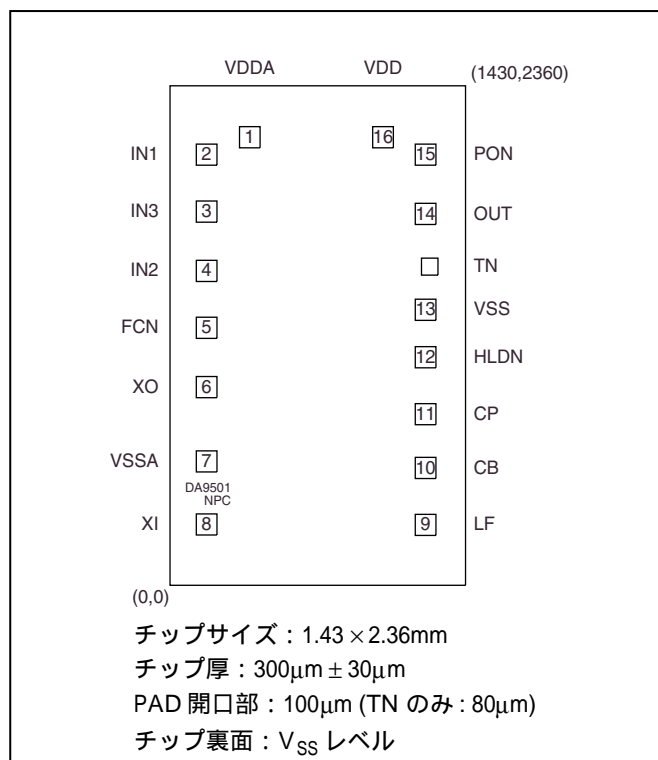 VDDA VDD (1430,2360)
1 16
IN1 2 15 PON
IN3 3 14 OUT
IN2 4 TN
13 VSS
FCN 5
12 HLDN
XO 6
11 CP
VSSA 7 10 CB
DA9501
NPC
XI 8 9 LF
(0,0)
チップサイズ：1.43 × 2.36mm
チップ厚：300μm ± 30μm
PAD 開口部：100μm (TN のみ : 80μm)
チップ裏面：VSS レベル